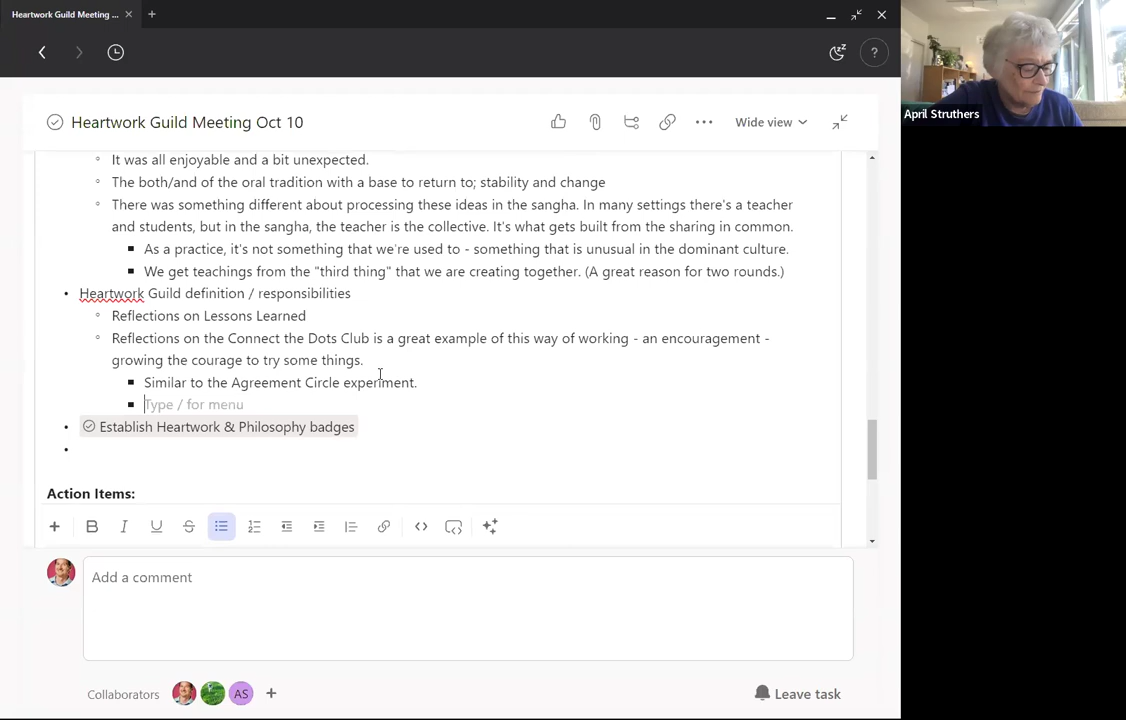 Heartwork Guild Meeting ...
April Struthers
Heartwork Guild Meeting Oct 10
Wide view
It was all enjoyable and a bit unexpected.
The both/and of the oral tradition with a base to return to; stability and change
There was something different about processing these ideas in the sangha. In many settings there's a teacher
and students, but in the sangha, the teacher is the collective. It's what gets built from the sharing in common.
As a practice, it's not something that we're used to - something that is unusual in the dominant culture.
We get teachings from the "third thing" that we are creating together. (A great reason for two rounds.)
Heartwork Guild definition / responsibilities
Reflections on Lessons Learned
Reflections on the Connect the Dots Club is a great example of this way of working - an encouragement -
growing the courage to try some things.
Similar to the Agreement Circle experiment.
Type / for menu
Establish Heartwork & Philosophy badges
Action Items:
Add a comment
Collaborators
AS
Leave task